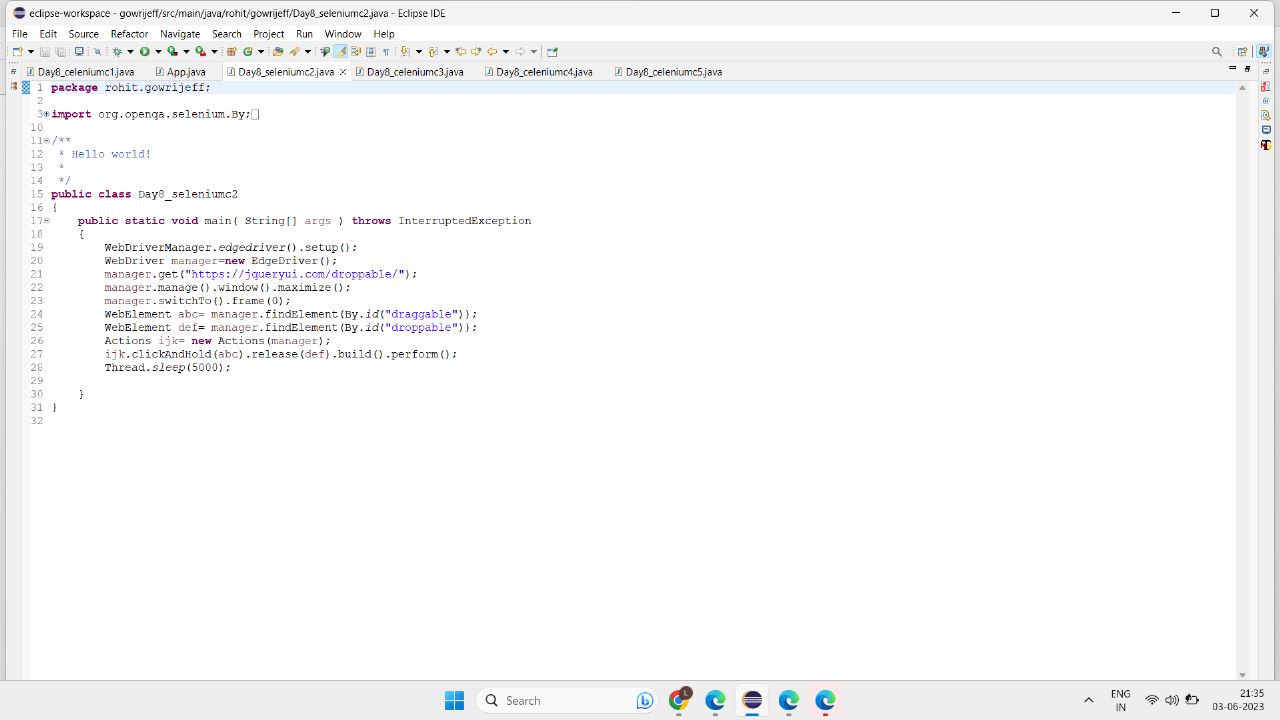 eclipse-workspace - gowrijeff/src/main/java/rohit/gowrijeff/Day8_seleniumc2.java - Eclipse IDE
File Edit Source Refactor Navigate Search Project Run Window Help
Day8_celeniumc1.java App.java Day8_seleniumc2.java Day8_celeniumc3.java Day8_celeniumc4.java Day8_celeniumc5.java
1 package rohit.gowrijeff;
2
3 import org.openqa.selenium.By;
10
11 /**
12 * Hello world!
13 *
14 */
15 public class Day8_seleniumc2
16 {
17 public static void main( String[] args ) throws InterruptedException
18 {
19 WebDriverManager.edgedriver().setup();
20 WebDriver manager=new EdgeDriver();
21 manager.get("https://jqueryui.com/droppable/");
22 manager.manage().window().maximize();
23 manager.switchTo().frame(0);
24 WebElement abc= manager.findElement(By.id("draggable"));
25 WebElement def= manager.findElement(By.id("droppable"));
26 Actions ijk= new Actions(manager);
27 ijk.clickAndHold(abc).release(def).build().perform();
28 Thread.sleep(5000);
29
30 }
31 }
32
Search
L
ENG
IN
21:35
03-06-2023